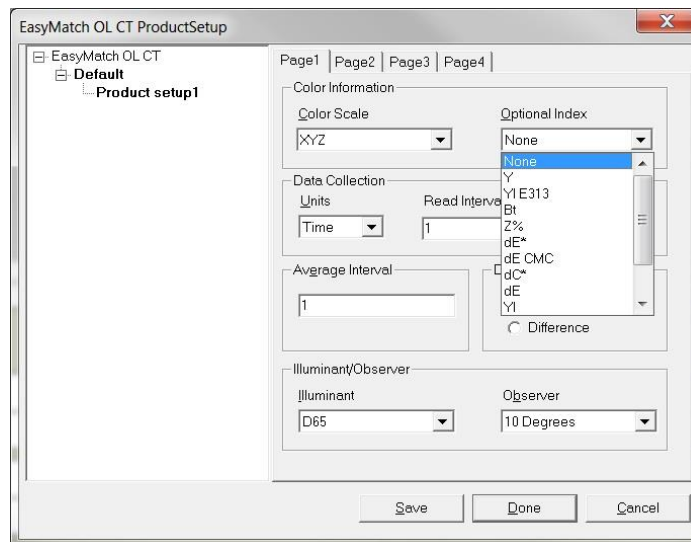 EasyMatch OL CT ProductSetup
EasyMatch OL CT
Default
Product setup1
Page1 Page2 Page3 Page4
Color Information
Color Scale Optional Index
XYZ None
None
Y
YI E313
Bt
Z%
dE*
dE CMC
dC*
dE
YI
Data Collection
Units
Time
1
Average Interval
1
Difference
Illuminant/Observer
Illuminant Observer
D65 10 Degrees
Save Done Cancel